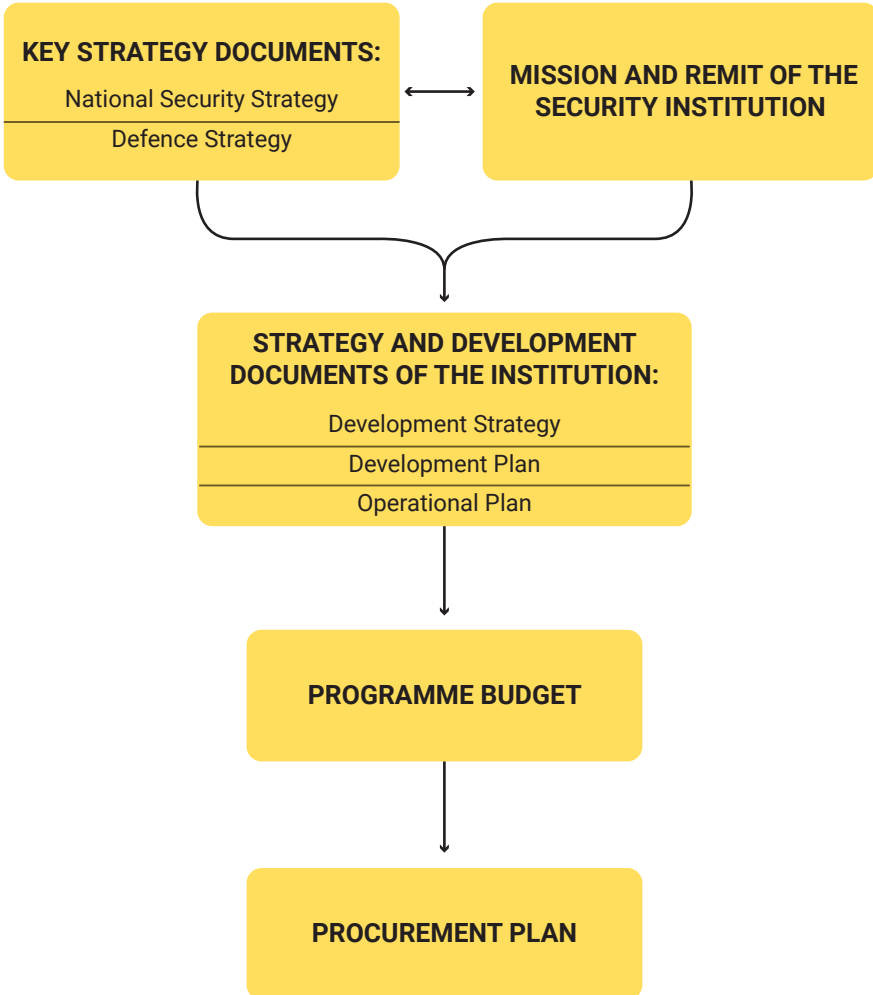 KEY STRATEGY DOCUMENTS:
National Security Strategy
Defence Strategy
MISSION AND REMIT OF THE
SECURITY INSTITUTION
STRATEGY AND DEVELOPMENT
DOCUMENTS OF THE INSTITUTION:
Development Strategy
Development Plan
Operational Plan
PROGRAMME BUDGET
PROCUREMENT PLAN